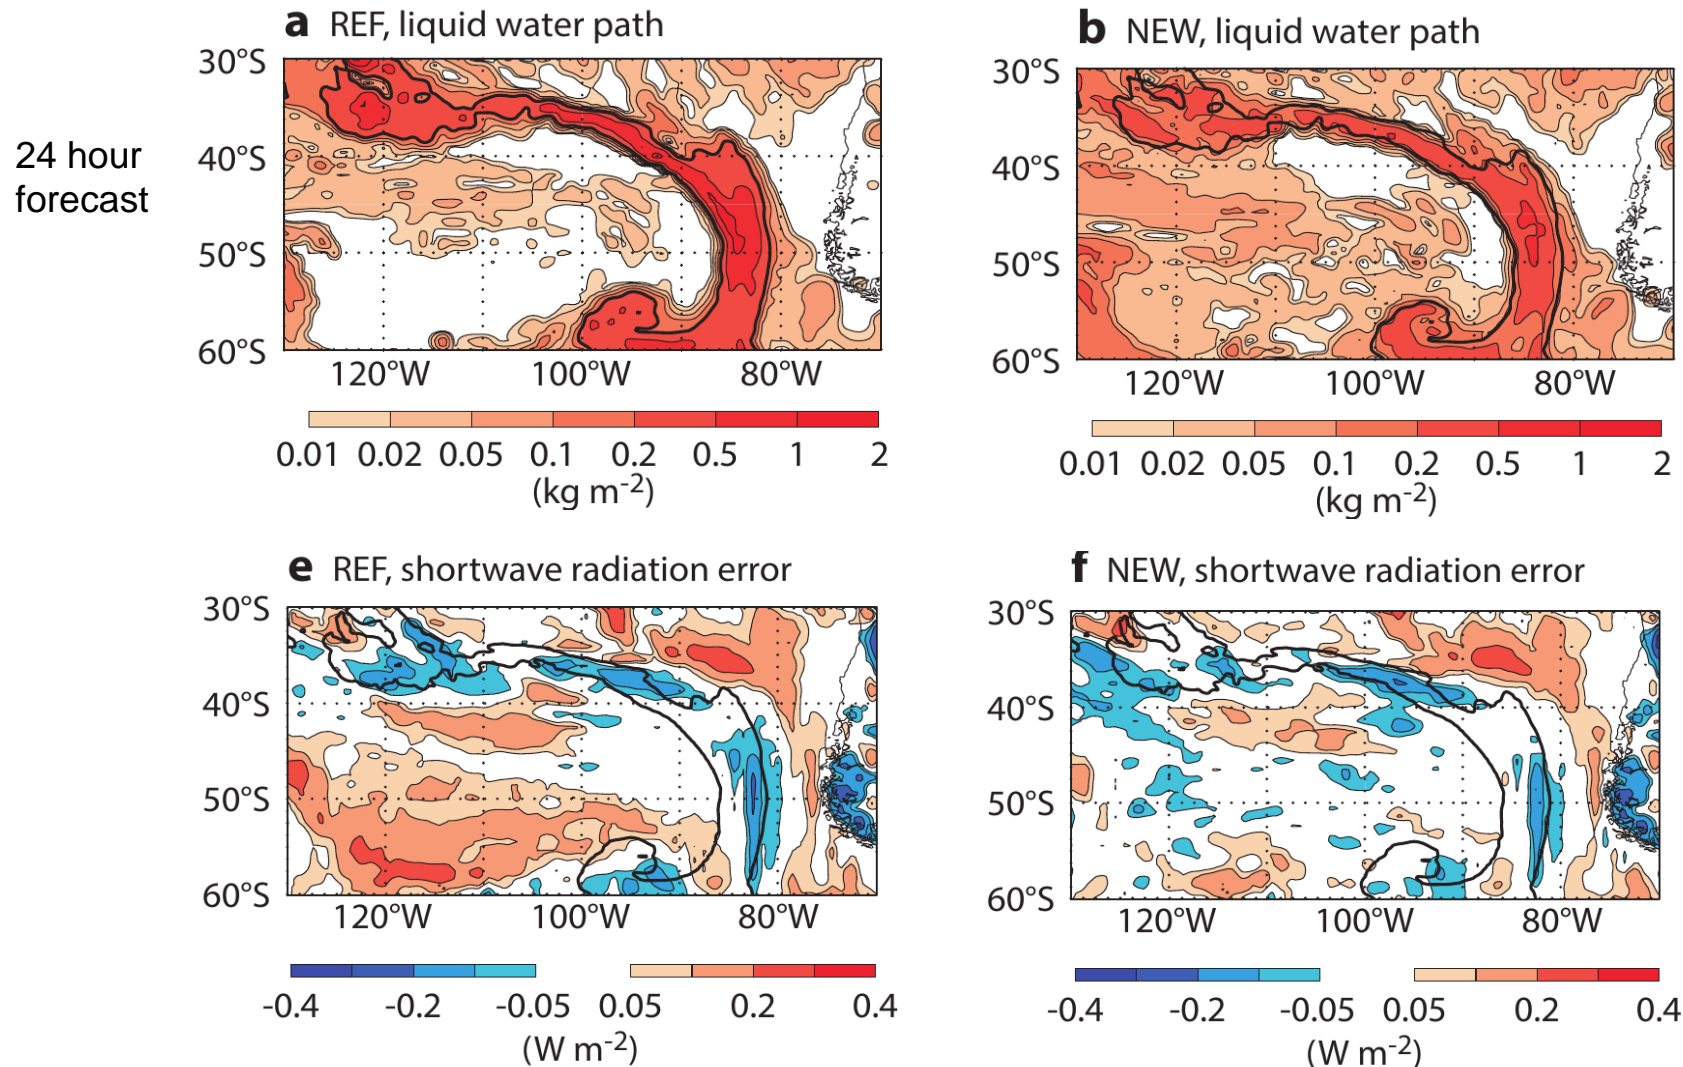 a REF, liquid water path
b NEW, liquid water path
24 hour
forecast
30°S
40°S
50°S
60°S
120°W 100°W 80°W
30°S
40°S
50°S
60°S
120°W 100°W 80°W
0.01 0.02 0.05 0.1 0.2 0.5 1 2
(kg m-2)
0.01 0.02 0.05 0.1 0.2 0.5 1 2
(kg m-2)
e REF, shortwave radiation error
f NEW, shortwave radiation error
30°S
40°S
50°S
60°S
120°W 100°W 80°W
30°S
40°S
50°S
60°S
120°W 100°W 80°W
-0.4 -0.2 -0.05 0.05 0.2 0.4
(W m-2)
-0.4 -0.2 -0.05 0.05 0.2 0.4
(W m-2)